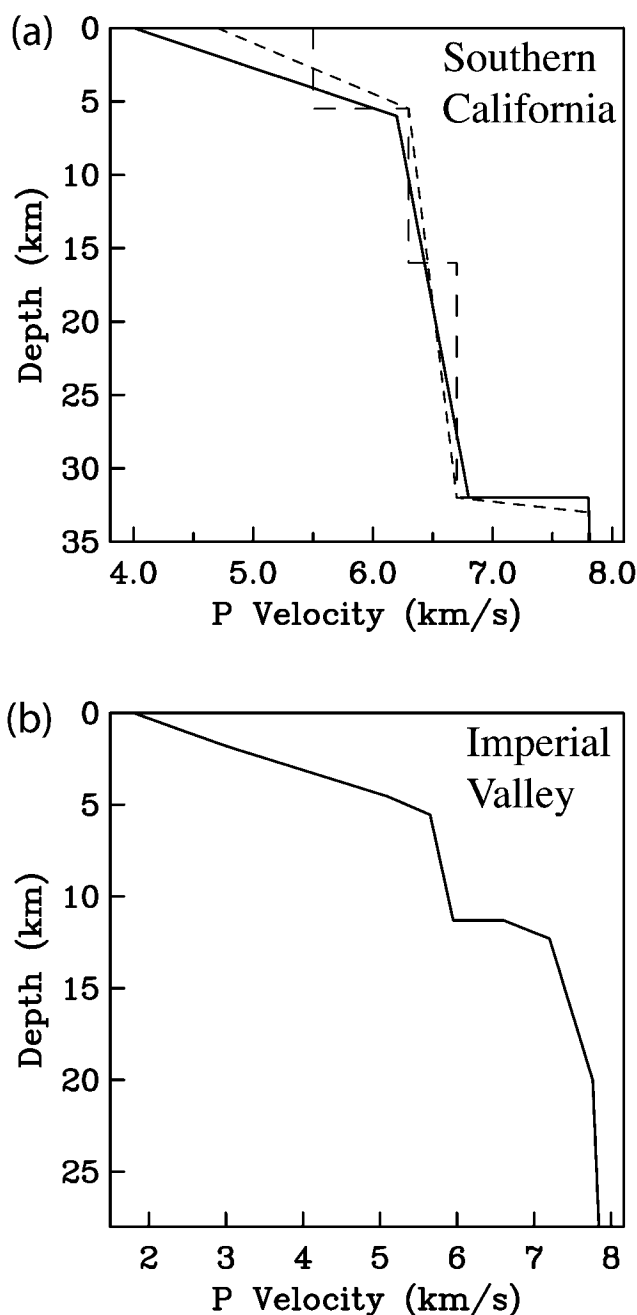 (a)
Southern
California
0
5
10
15
20
25
30
35
Depth (km)
4.0 5.0 6.0 7.0 8.0
P Velocity (km/s)
(b)
Imperial
Valley
0
5
10
15
20
25
Depth (km)
2 3 4 5 6 7 8
P Velocity (km/s)